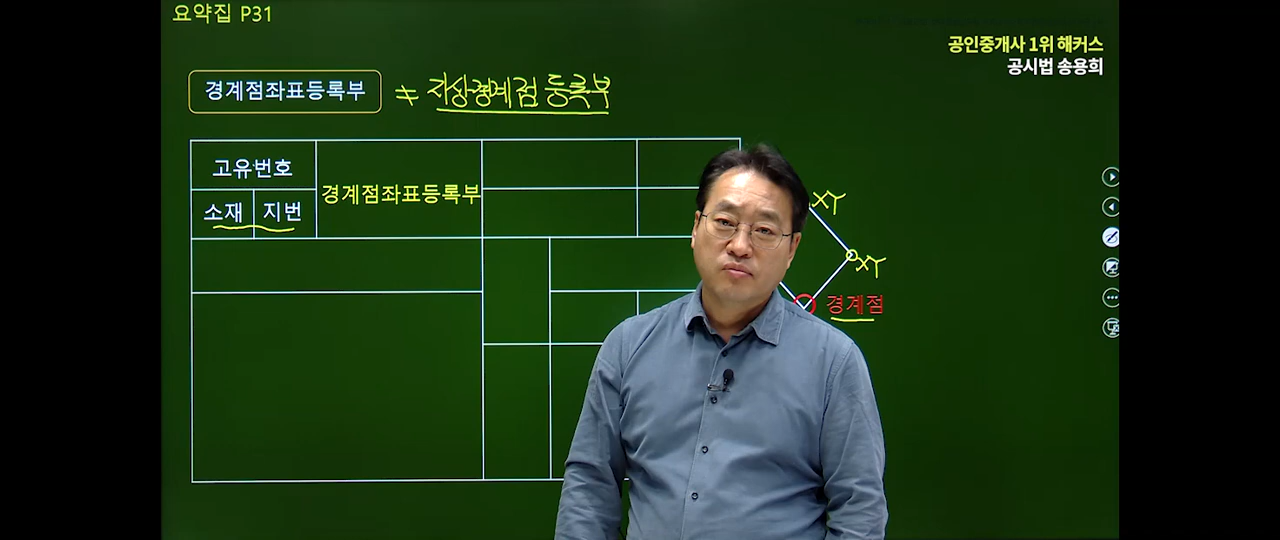 요약집 P31
공인중개사 1위 해커스
공시법 송용희
경계점좌표등록부 ≠ 지상경계점 등록부
고유번호
경계점좌표등록부
소재 지번
XY
XY
경계점